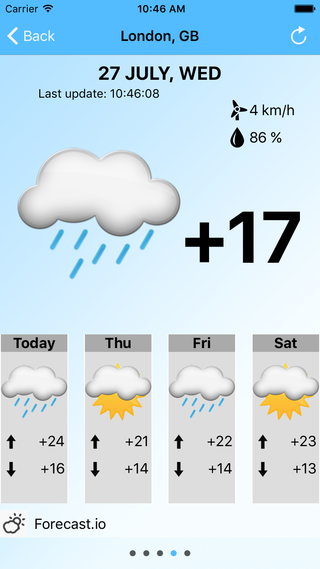 Carrier 10:46 AM
Back London, GB
27 JULY, WED
Last update: 10:46:08
4 km/h
86 %
+17
Today Thu Fri Sat
+24 +21 +22 +23
+16 +14 +14 +13
Forecast.io